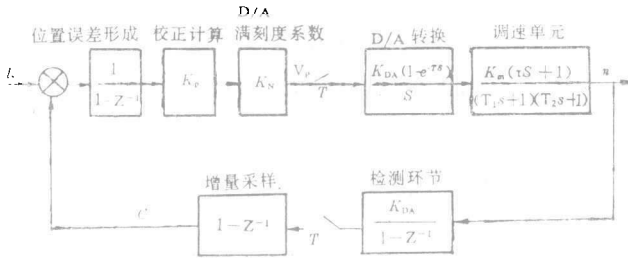 D/A
位置误差形成 校正计算 满刻度系数 D/A 转换 调速单元
1 / 1-Z⁻¹
K_p
K_N
V_p
T
K_DA(1-e^-Ts) / S
K_m(τS+1) / (T₁s+1)(T₂s+1)
n
增量采样
检测环节
C
1-Z⁻¹
T
K_DA / 1-Z⁻¹